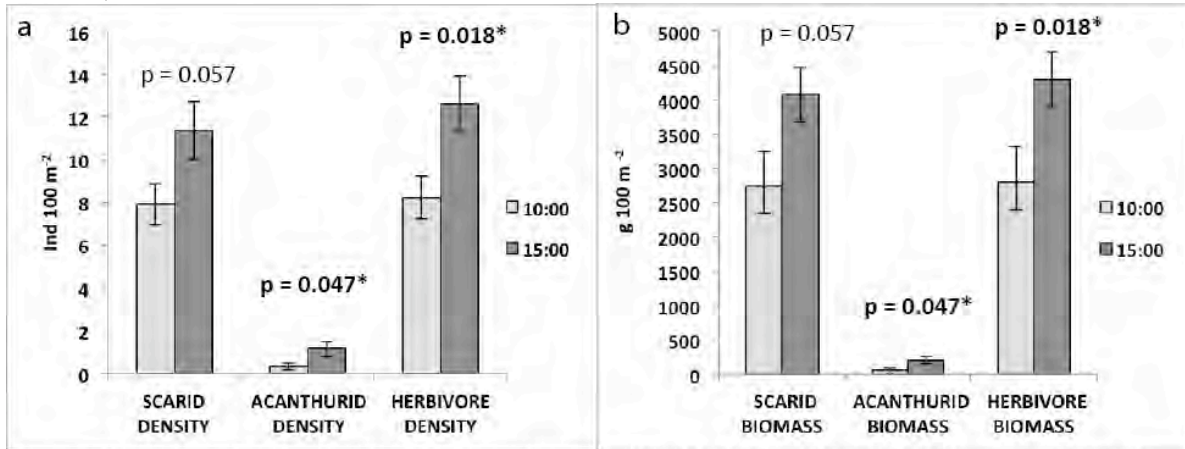 a
16
14
12
10
8
6
4
2
0
Ind 100 m⁻²
p = 0.057
p = 0.047*
p = 0.018*
10:00
15:00
SCARID
DENSITY
ACANTHURID
DENSITY
HERBIVORE
DENSITY
b
5000
4500
4000
3500
3000
2500
2000
1500
1000
500
0
g 100 m⁻²
p = 0.057
p = 0.047*
p = 0.018*
10:00
15:00
SCARID
BIOMASS
ACANTHURID
BIOMASS
HERBIVORE
BIOMASS